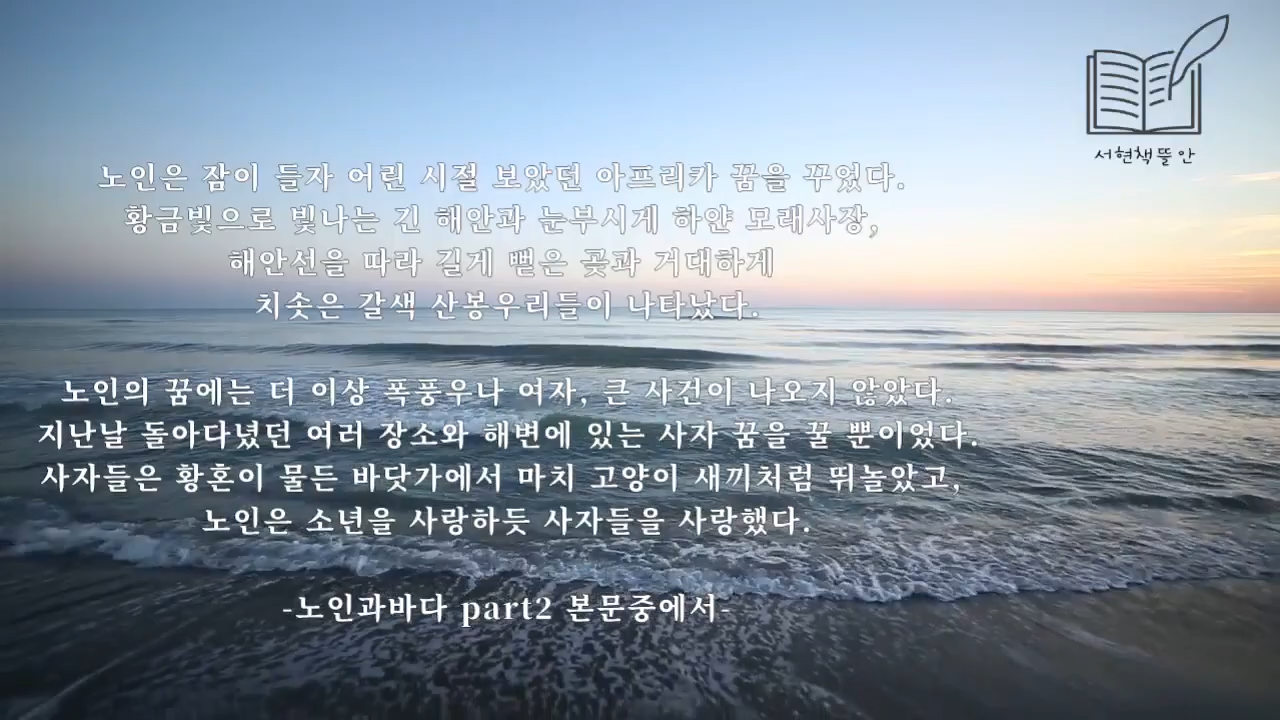 서현책뜰안
노인은 잠이 들자 어린 시절 보았던 아프리카 꿈을 꾸었다.
황금빛으로 빛나는 긴 해안과 눈부시게 하얀 모래사장,
해안선을 따라 길게 뻗은 곶과 거대하게
치솟은 갈색 산봉우리들이 나타났다.
노인의 꿈에는 더 이상 폭풍우나 여자, 큰 사건이 나오지 않았다.
지난날 돌아다녔던 여러 장소와 해변에 있는 사자 꿈을 꿀 뿐이었다.
사자들은 황혼이 물든 바닷가에서 마치 고양이 새끼처럼 뛰놀았고,
노인은 소년을 사랑하듯 사자들을 사랑했다.
-노인과바다 part2 본문중에서-